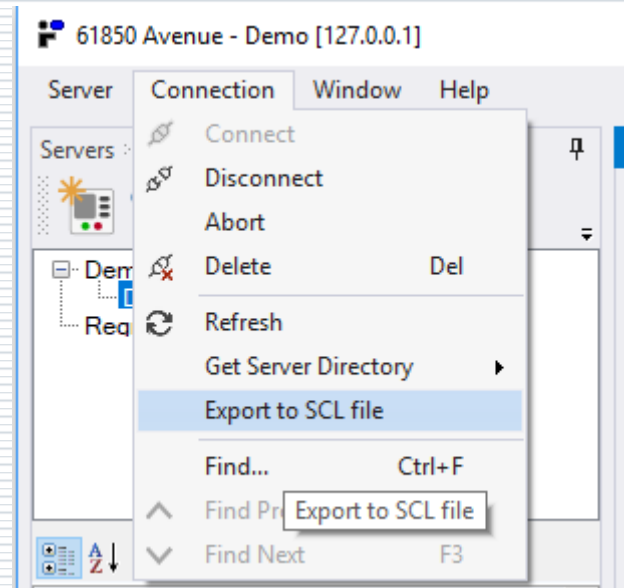 61850 Avenue - Demo [127.0.0.1]
Server Connection Window Help
Servers
Connect
Disconnect
Abort
Delete Del
Refresh
Get Server Directory
Export to SCL file
Find... Ctrl+F
Find
Export to SCL file
Find Next F3